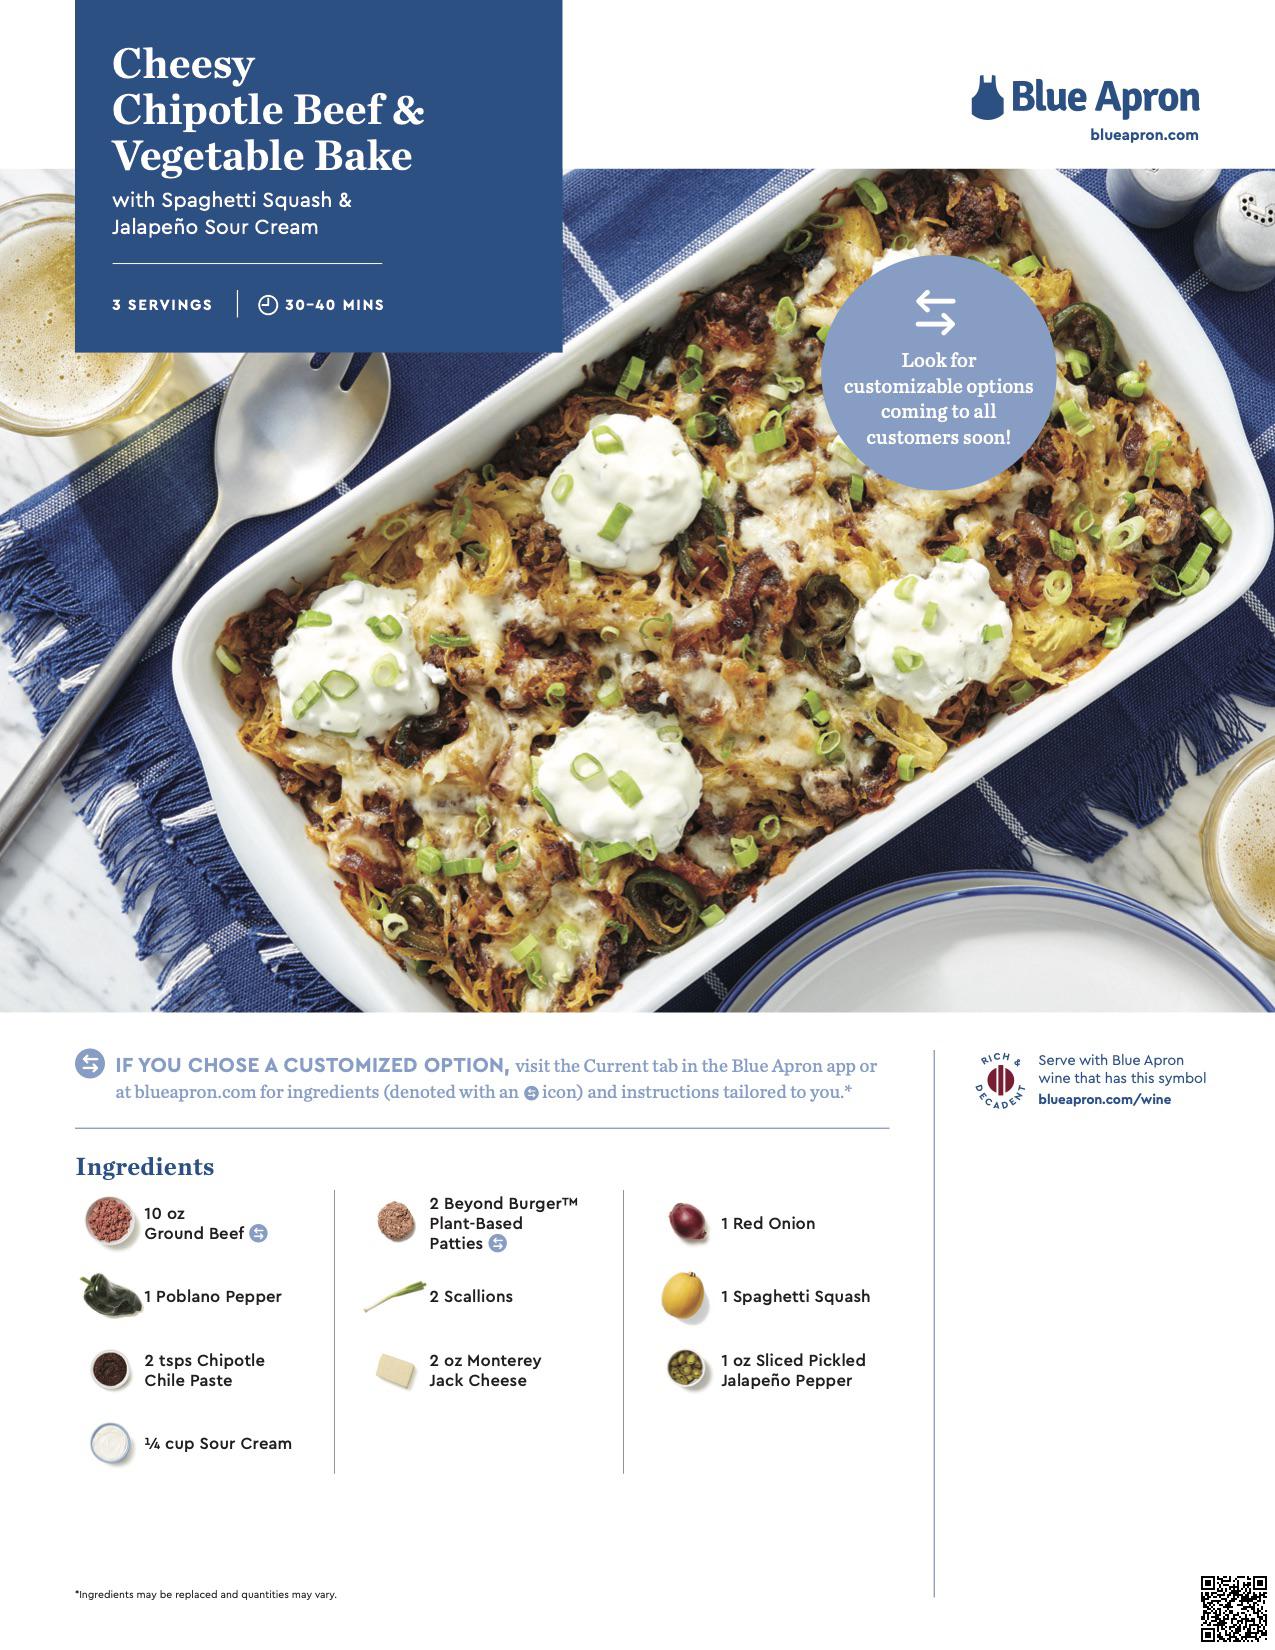 Cheesy
Chipotle Beef &
Vegetable Bake
with Spaghetti Squash &
Jalapeño Sour Cream
3 SERVINGS
30–40 MINS
Blue Apron
blueapron.com
Look for
customizable options
coming to all
customers soon!
IF YOU CHOSE A CUSTOMIZED OPTION, visit the Current tab in the Blue Apron app or
at blueapron.com for ingredients (denoted with an icon) and instructions tailored to you.*
RICH &
DECADENT
Serve with Blue Apron
wine that has this symbol
blueapron.com/wine
Ingredients
10 oz
Ground Beef
1 Poblano Pepper
2 tsps Chipotle
Chile Paste
¼ cup Sour Cream
2 Beyond Burger™
Plant-Based
Patties
2 Scallions
2 oz Monterey
Jack Cheese
1 Red Onion
1 Spaghetti Squash
1 oz Sliced Pickled
Jalapeño Pepper
*Ingredients may be replaced and quantities may vary.